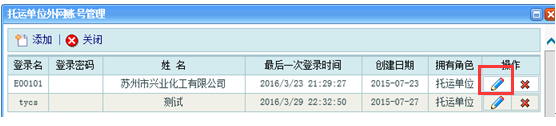 托运单位外网账号管理
添加 关闭
登录名 登录密码 姓 名 最后一次登录时间 创建日期 拥有角色 操作
E00101 苏州市兴业化工有限公司 2016/3/23 21:29:27 2015-07-23 托运单位
tycs 测试 2016/3/29 22:32:50 2015-07-27 托运单位